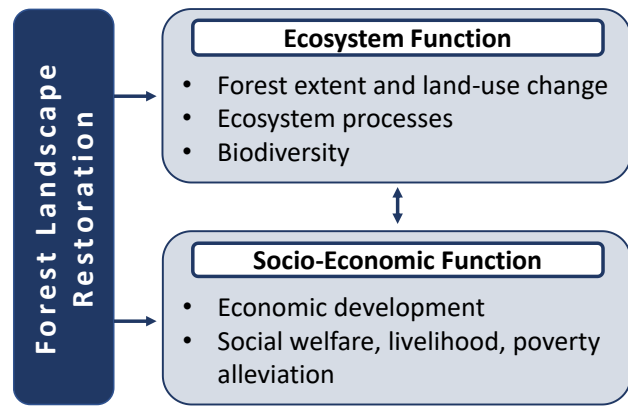 Forest Landscape
Restoration
Ecosystem Function
• Forest extent and land-use change
• Ecosystem processes
• Biodiversity
Socio-Economic Function
• Economic development
• Social welfare, livelihood, poverty
alleviation